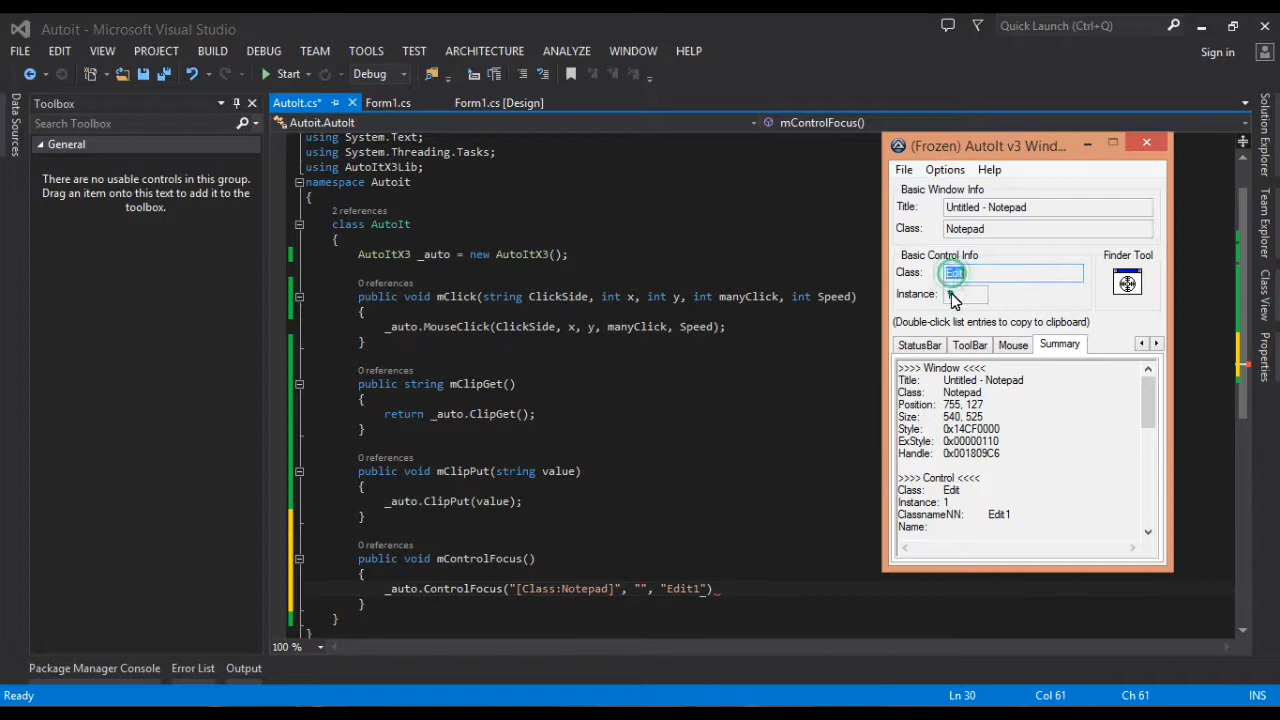 Autoit - Microsoft Visual Studio
Quick Launch (Ctrl+Q)
FILE EDIT VIEW PROJECT BUILD DEBUG TEAM TOOLS TEST ARCHITECTURE ANALYZE WINDOW HELP
Sign in
Start Debug
Data Sources
Toolbox
Search Toolbox
General
There are no usable controls in this group.
Drag an item onto this text to add it to the
toolbox.
AutoIt.cs* Form1.cs Form1.cs [Design]
Autoit.AutoIt mControlFocus()
using System.Text;
using System.Threading.Tasks;
using AutoItX3Lib;
namespace Autoit
{
2 references
class AutoIt
{
AutoItX3 _auto = new AutoItX3();
0 references
public void mClick(string ClickSide, int x, int y, int manyClick, int Speed)
{
_auto.MouseClick(ClickSide, x, y, manyClick, Speed);
}
0 references
public string mClipGet()
{
return _auto.ClipGet();
}
0 references
public void mClipPut(string value)
{
_auto.ClipPut(value);
}
0 references
public void mControlFocus()
{
_auto.ControlFocus("[Class:Notepad]", "", "Edit1")
}
}
}
100 %
(Frozen) AutoIt v3 Wind...
File Options Help
Basic Window Info
Title: Untitled - Notepad
Class: Notepad
Basic Control Info
Finder Tool
Class: Edit
Instance:
(Double-click list entries to copy to clipboard)
StatusBar ToolBar Mouse Summary
>>>> Window <<<<
Title: Untitled - Notepad
Class: Notepad
Position: 755, 127
Size: 540, 525
Style: 0x14CF0000
ExStyle: 0x00000110
Handle: 0x001809C6
>>>> Control <<<<
Class: Edit
Instance: 1
ClassnameNN: Edit1
Name:
Solution Explorer
Team Explorer
Properties
Package Manager Console Error List Output
Ready
Ln 30 Col 61 Ch 61 INS